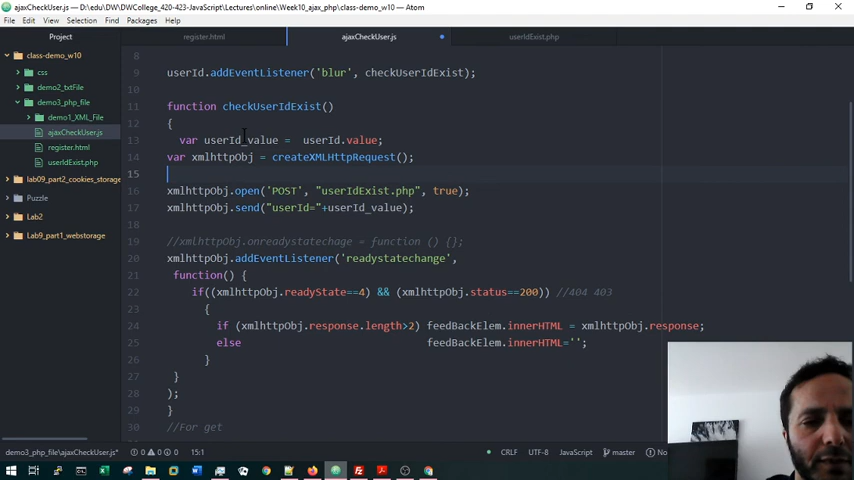 ajaxCheckUser.js — D:\edu\DW\DWCollege_420-423-JavaScript\Lectures\online\Week10_ajax_php\class-demo_w10 — Atom
File Edit View Selection Find Packages Help
Project
class-demo_w10
css
demo2_txtFile
demo3_php_file
demo1_XML_File
ajaxCheckUser.js
register.html
userIdExist.php
lab09_part2_cookies_storage
Puzzle
Lab2
Lab9_part1_webstorage
register.html ajaxCheckUser.js userIdExist.php
8
9 userId.addEventListener('blur', checkUserIdExist);
10
11 function checkUserIdExist()
12 {
13 var userId_value = userId.value;
14 var xmlhttpObj = createXMLHttpRequest();
15
16 xmlhttpObj.open('POST', "userIdExist.php", true);
17 xmlhttpObj.send("userId="+userId_value);
18
19 //xmlhttpObj.onreadystatechage = function () {};
20 xmlhttpObj.addEventListener('readystatechange',
21 function() {
22 if((xmlhttpObj.readyState==4) && (xmlhttpObj.status==200)) //404 403
23 {
24 if (xmlhttpObj.response.length>2) feedBackElem.innerHTML = xmlhttpObj.response;
25 else feedBackElem.innerHTML='';
26 }
27 }
28 );
29 }
30 //For get
demo3_php_file/ajaxCheckUser.js* 0 0 0 15:1 CRLF UTF-8 JavaScript master No